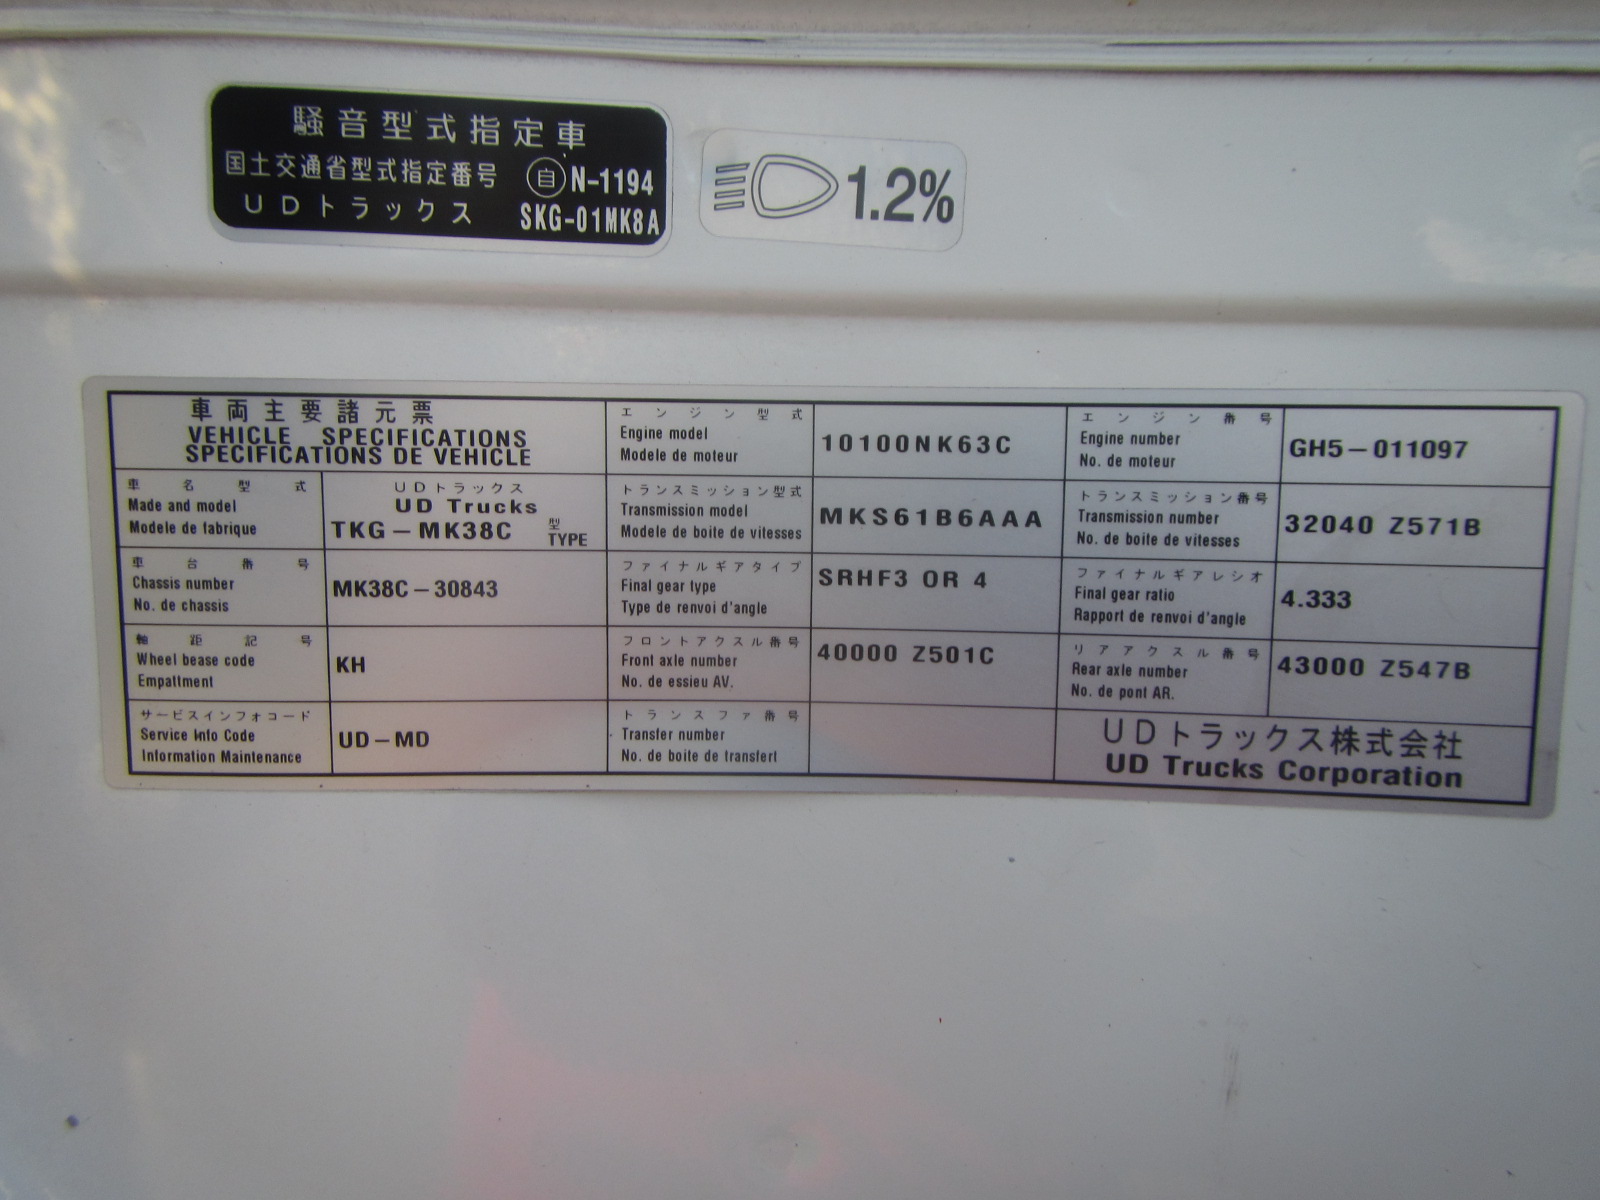 騒音型式指定車
国土交通省型式指定番号 自 N-1194
UDトラックス SKG-01MK8A
1.2%
車両主要諸元票
VEHICLE SPECIFICATIONS
SPECIFICATIONS DE VEHICLE
エンジン型式
Engine model
Modele de moteur
10100NK63C
エンジン番号
Engine number
No. de moteur
GH5-011097
車名型式
Made and model
Modele de fabrique
UDトラックス
UD Trucks
TKG-MK38C 型 TYPE
トランスミッション型式
Transmission model
Modele de boite de vitesses
MKS61B6AAA
トランスミッション番号
Transmission number
No. de boite de vitesses
32040 Z571B
車台番号
Chassis number
No. de chassis
MK38C-30843
ファイナルギアタイプ
Final gear type
Type de renvoi d'angle
SRHF3 OR 4
ファイナルギアレシオ
Final gear ratio
Rapport de renvoi d'angle
4.333
軸距記号
Wheel bease code
Empattment
KH
フロントアクスル番号
Front axle number
No. de essieu AV.
40000 Z501C
リアアクスル番号
Rear axle number
No. de pont AR.
43000 Z547B
サービスインフォコード
Service Info Code
Information Maintenance
UD-MD
トランスファ番号
Transfer number
No. de boite de transfert
UDトラックス株式会社
UD Trucks Corporation